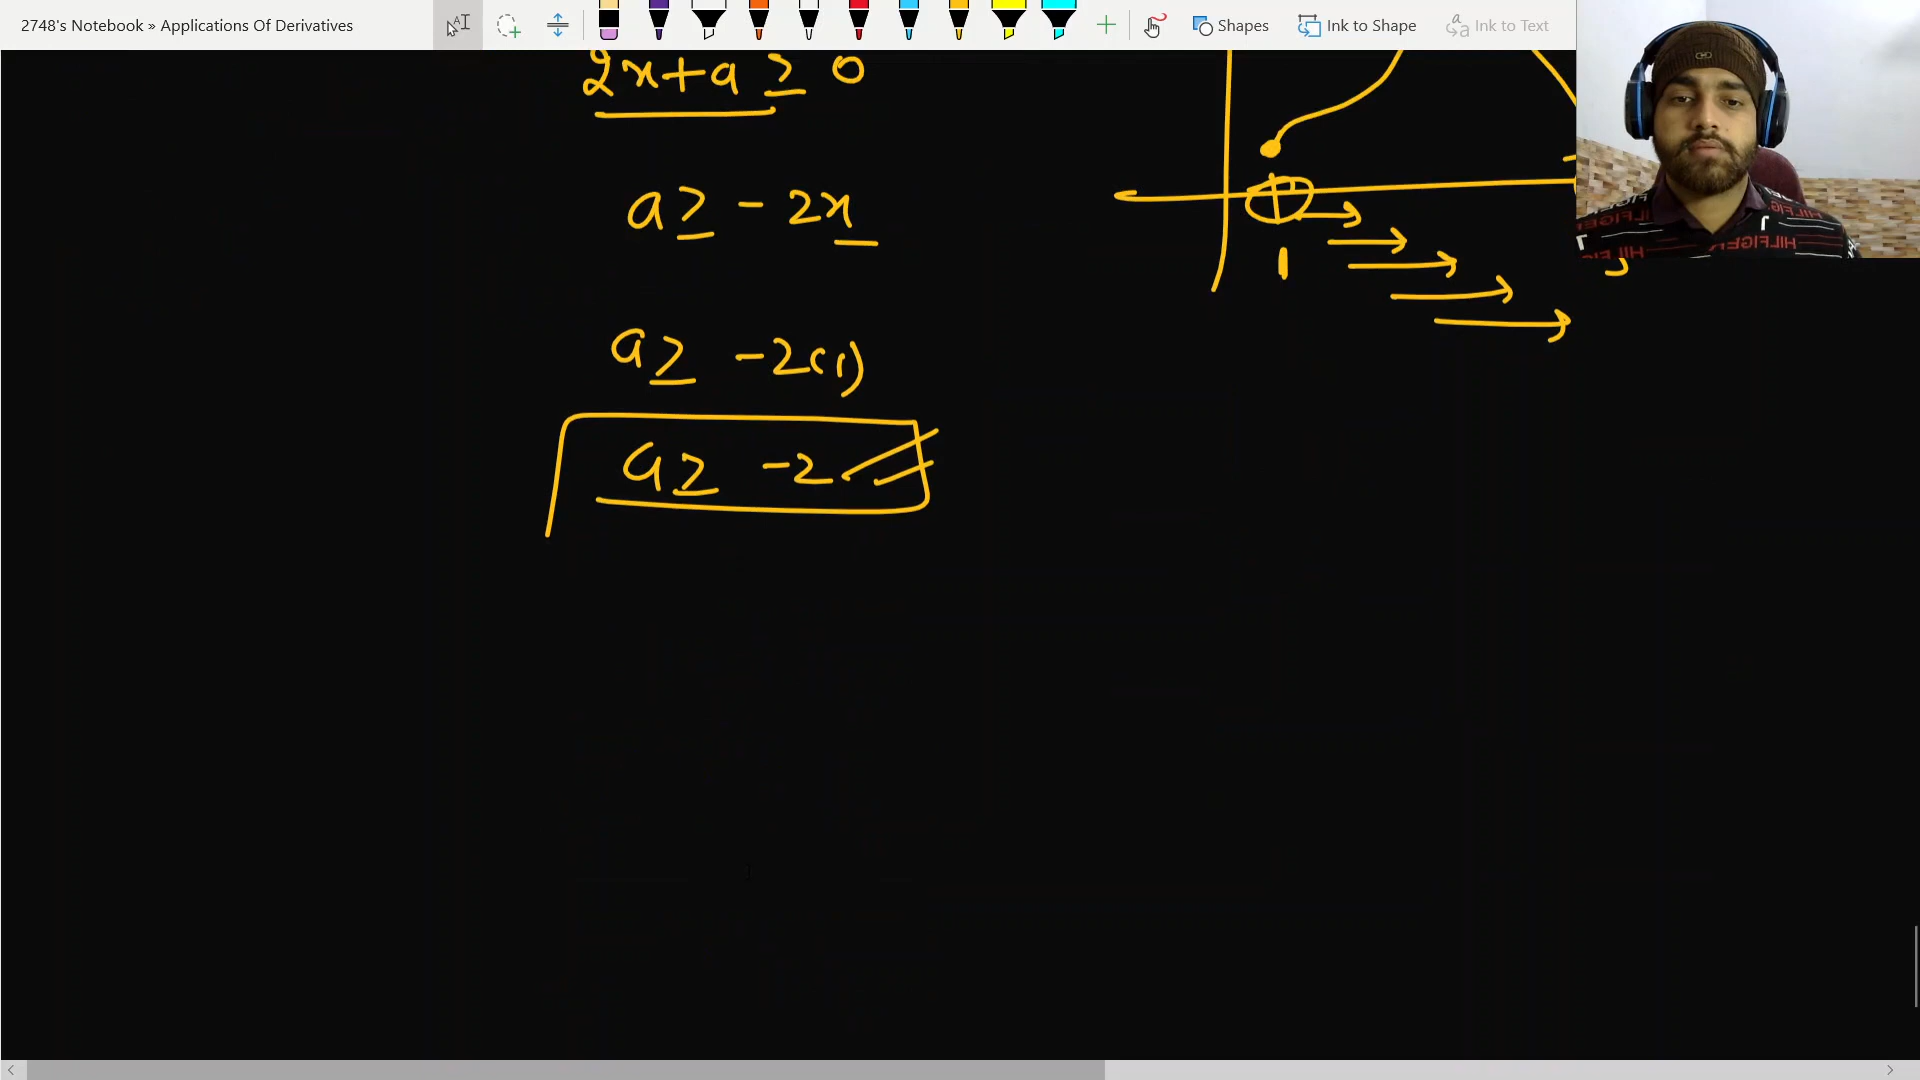 2748's Notebook » Applications Of Derivatives
Shapes
Ink to Shape
Ink to Text
2x+a ≥ 0
a ≥ - 2x
a ≥ -2(1)
a ≥ -2
1